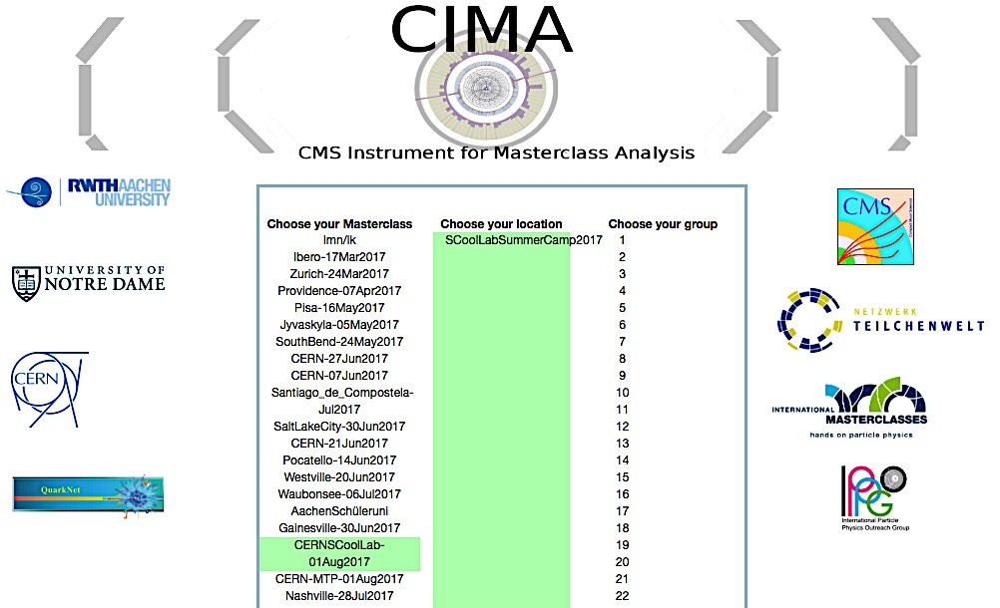 CIMA
CMS Instrument for Masterclass Analysis
RWTHAACHEN
UNIVERSITY
UNIVERSITY OF
NOTRE DAME
CERN
QuarkNet
Choose your Masterclass Choose your location Choose your group
lmn/lk SCoolLabSummerCamp2017 1
Ibero-17Mar2017 2
Zurich-24Mar2017 3
Providence-07Apr2017 4
Pisa-16May2017 5
Jyvaskyla-05May2017 6
SouthBend-24May2017 7
CERN-27Jun2017 8
CERN-07Jun2017 9
Santiago_de_Compostela- 10
Jul2017 11
SaltLakeCity-30Jun2017 12
CERN-21Jun2017 13
Pocatello-14Jun2017 14
Westville-20Jun2017 15
Waubonsee-06Jul2017 16
AachenSchüleruni 17
Gainesville-30Jun2017 18
CERNSCoolLab- 19
01Aug2017 20
CERN-MTP-01Aug2017 21
Nashville-28Jul2017 22
CMS
NETZWERK
TEILCHENWELT
INTERNATIONAL
MASTERCLASSES
hands on particle physics
IPPOG
International Particle
Physics Outreach Group